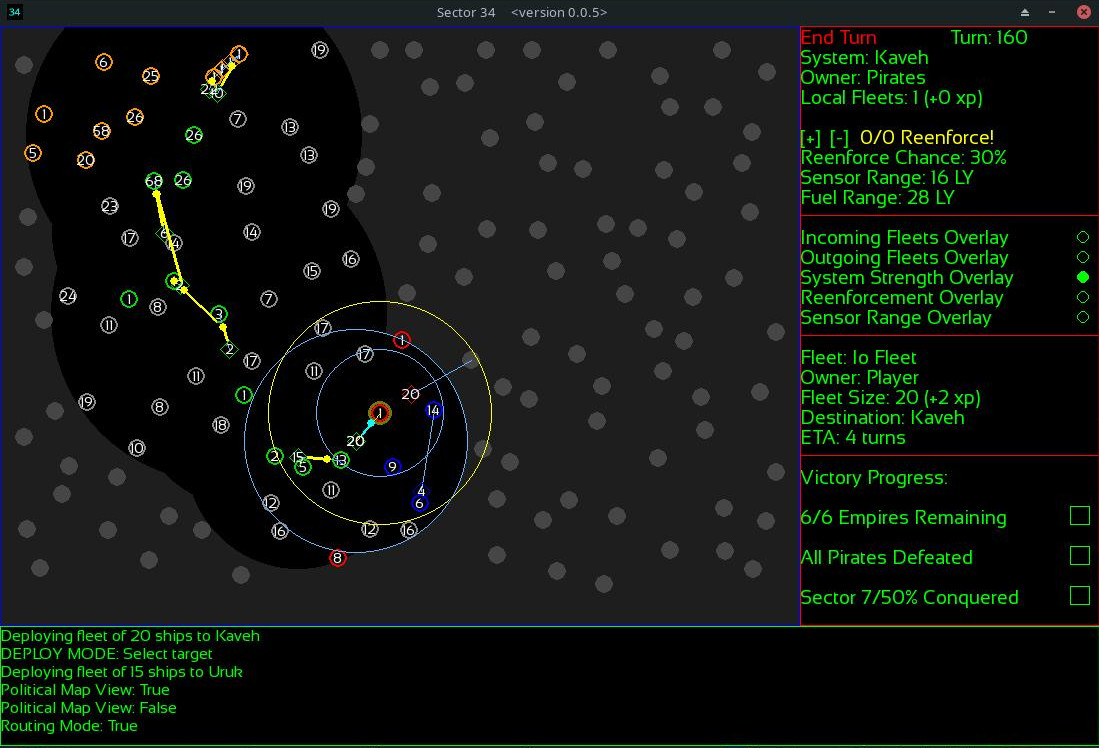 34
Sector 34 <version 0.0.5>
End Turn Turn: 160
System: Kaveh
Owner: Pirates
Local Fleets: 1 (+0 xp)
[+] [-] 0/0 Reenforce!
Reenforce Chance: 30%
Sensor Range: 16 LY
Fuel Range: 28 LY
Incoming Fleets Overlay
Outgoing Fleets Overlay
System Strength Overlay
Reenforcement Overlay
Sensor Range Overlay
Fleet: Io Fleet
Owner: Player
Fleet Size: 20 (+2 xp)
Destination: Kaveh
ETA: 4 turns
Victory Progress:
6/6 Empires Remaining
All Pirates Defeated
Sector 7/50% Conquered
19
6
1
25
1
26
7
13
68
26
5
20
13
68
26
19
23
19
17
14
16
15
24
1
8
7
3
11
17
1
2
17
17
11
11
20
19
8
1
1
14
18
20
10
2
15
5
13
9
11
4
6
12
16
12
16
8
Deploying fleet of 20 ships to Kaveh
DEPLOY MODE: Select target
Deploying fleet of 15 ships to Uruk
Political Map View: True
Political Map View: False
Routing Mode: True